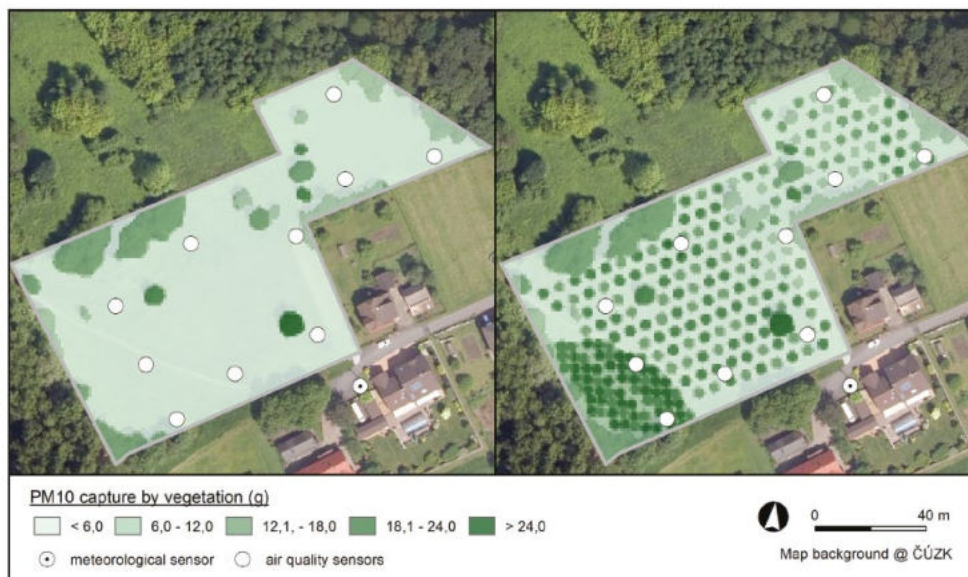 PM10 capture by vegetation (g)
< 6,0 6,0 - 12,0 12,1, - 18,0 18,1 - 24,0 > 24,0
meteorological sensor air quality sensors
0 40 m
Map background @ ČÚZK